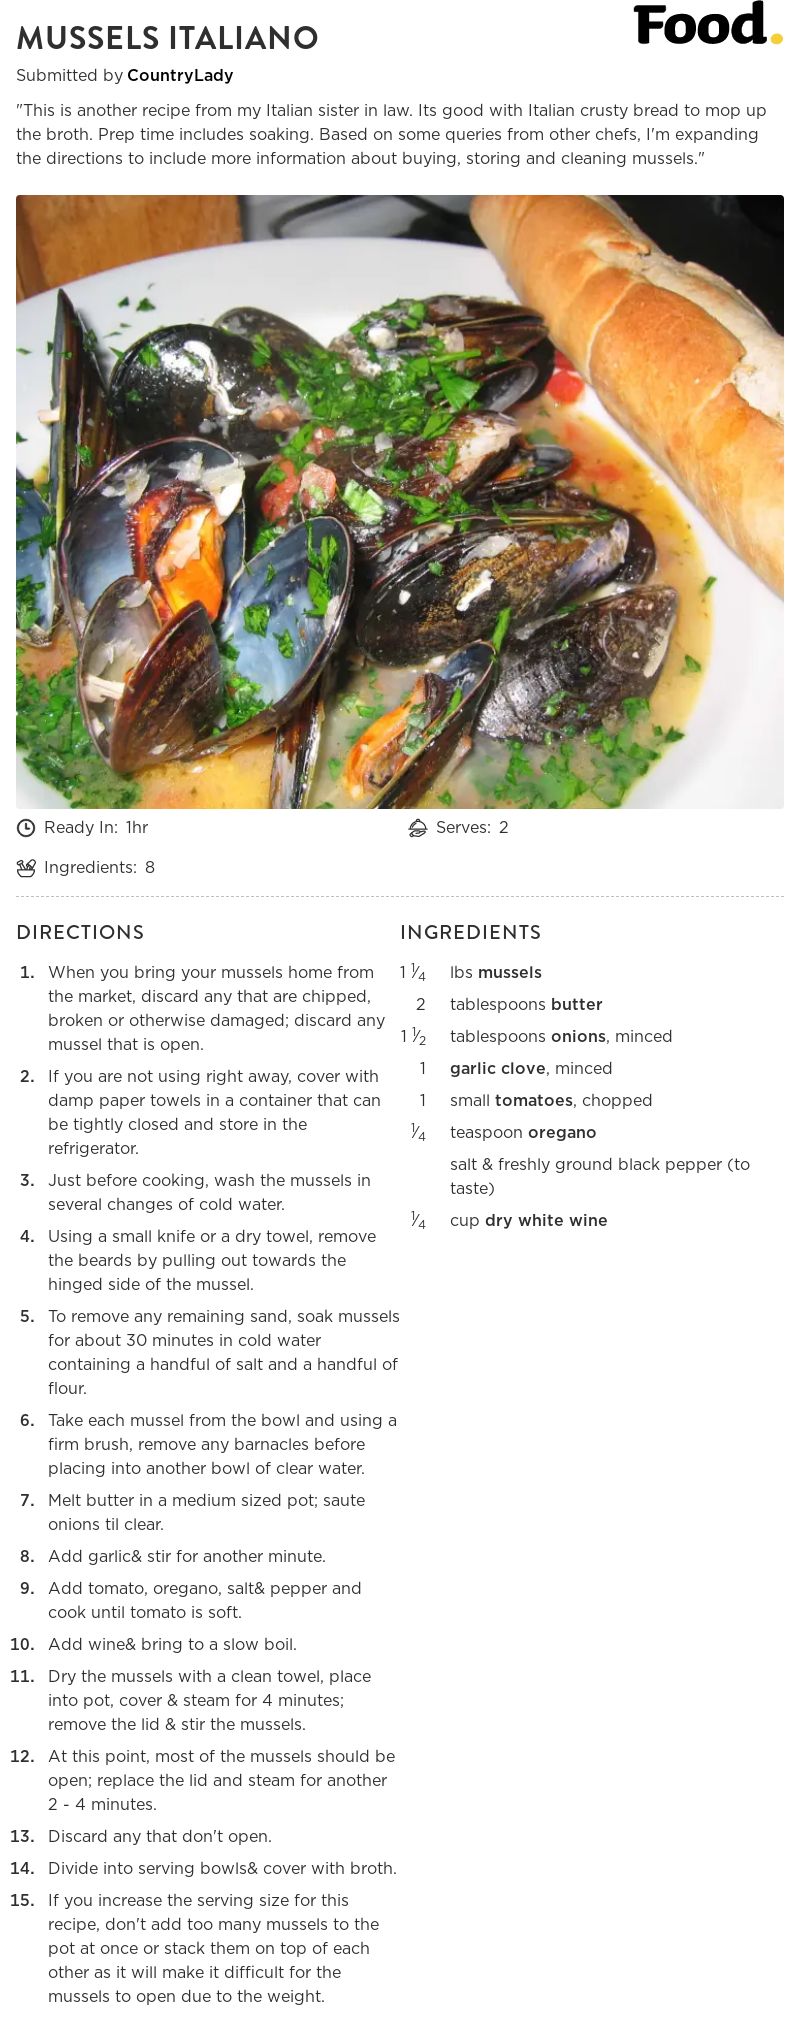 MUSSELS ITALIANO
Food.
Submitted by CountryLady
"This is another recipe from my Italian sister in law. Its good with Italian crusty bread to mop up
the broth. Prep time includes soaking. Based on some queries from other chefs, I'm expanding
the directions to include more information about buying, storing and cleaning mussels."
Ready In: 1hr
Serves: 2
Ingredients: 8
DIRECTIONS
1. When you bring your mussels home from
the market, discard any that are chipped,
broken or otherwise damaged; discard any
mussel that is open.
2. If you are not using right away, cover with
damp paper towels in a container that can
be tightly closed and store in the
refrigerator.
3. Just before cooking, wash the mussels in
several changes of cold water.
4. Using a small knife or a dry towel, remove
the beards by pulling out towards the
hinged side of the mussel.
5. To remove any remaining sand, soak mussels
for about 30 minutes in cold water
containing a handful of salt and a handful of
flour.
6. Take each mussel from the bowl and using a
firm brush, remove any barnacles before
placing into another bowl of clear water.
7. Melt butter in a medium sized pot; saute
onions til clear.
8. Add garlic& stir for another minute.
9. Add tomato, oregano, salt& pepper and
cook until tomato is soft.
10. Add wine& bring to a slow boil.
11. Dry the mussels with a clean towel, place
into pot, cover & steam for 4 minutes;
remove the lid & stir the mussels.
12. At this point, most of the mussels should be
open; replace the lid and steam for another
2 - 4 minutes.
13. Discard any that don't open.
14. Divide into serving bowls& cover with broth.
15. If you increase the serving size for this
recipe, don't add too many mussels to the
pot at once or stack them on top of each
other as it will make it difficult for the
mussels to open due to the weight.
INGREDIENTS
1 1⁄4 lbs mussels
2 tablespoons butter
1 1⁄2 tablespoons onions, minced
1 garlic clove, minced
1 small tomatoes, chopped
1⁄4 teaspoon oregano
salt & freshly ground black pepper (to
taste)
1⁄4 cup dry white wine